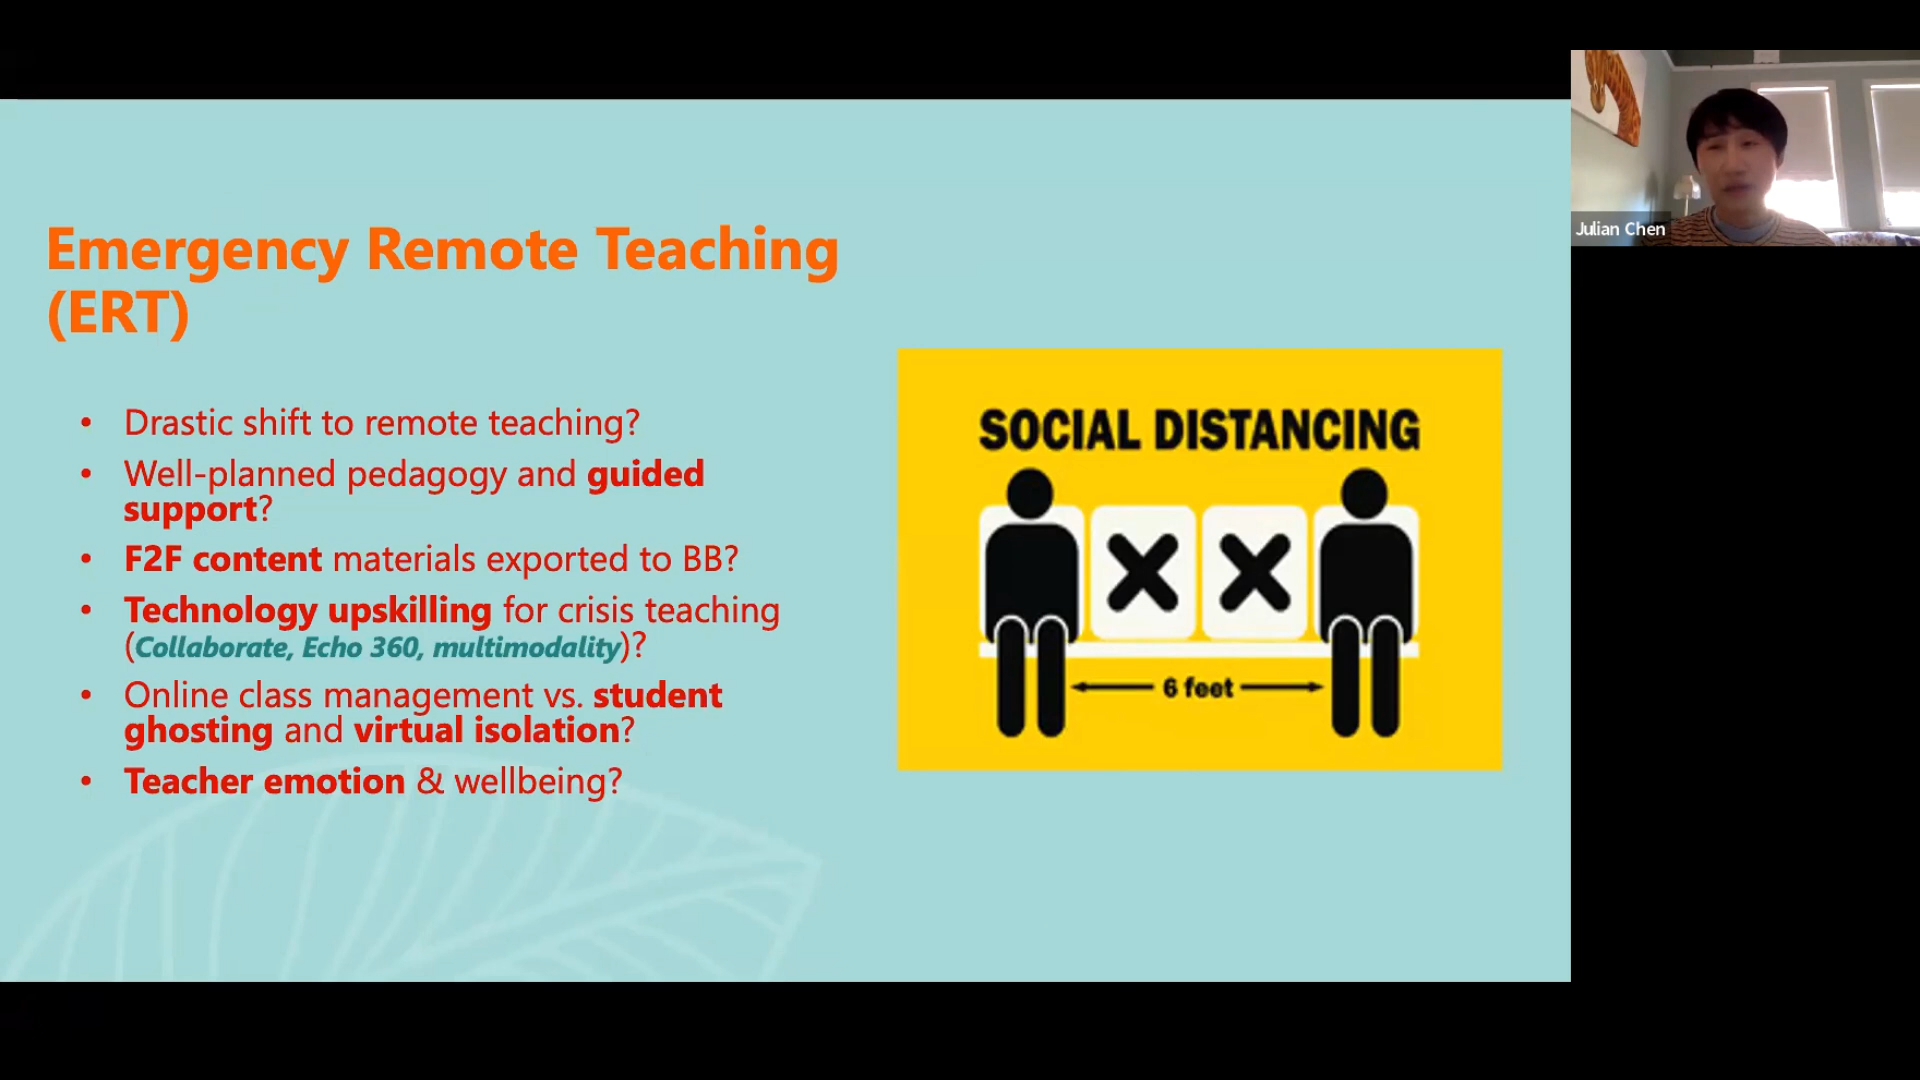 Emergency Remote Teaching
(ERT)
• Drastic shift to remote teaching?
• Well-planned pedagogy and guided
support?
• F2F content materials exported to BB?
• Technology upskilling for crisis teaching
(Collaborate, Echo 360, multimodality)?
• Online class management vs. student
ghosting and virtual isolation?
• Teacher emotion & wellbeing?
SOCIAL DISTANCING
6 feet
Julian Chen